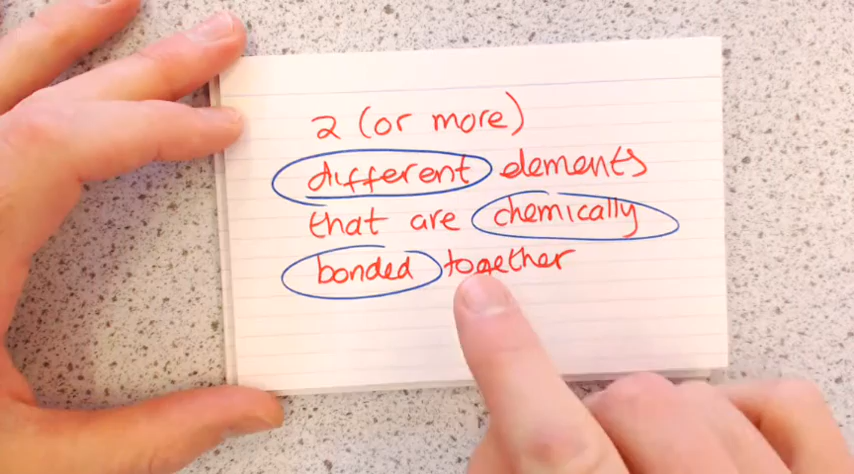 2 (or more)
different elements
that are chemically
bonded together